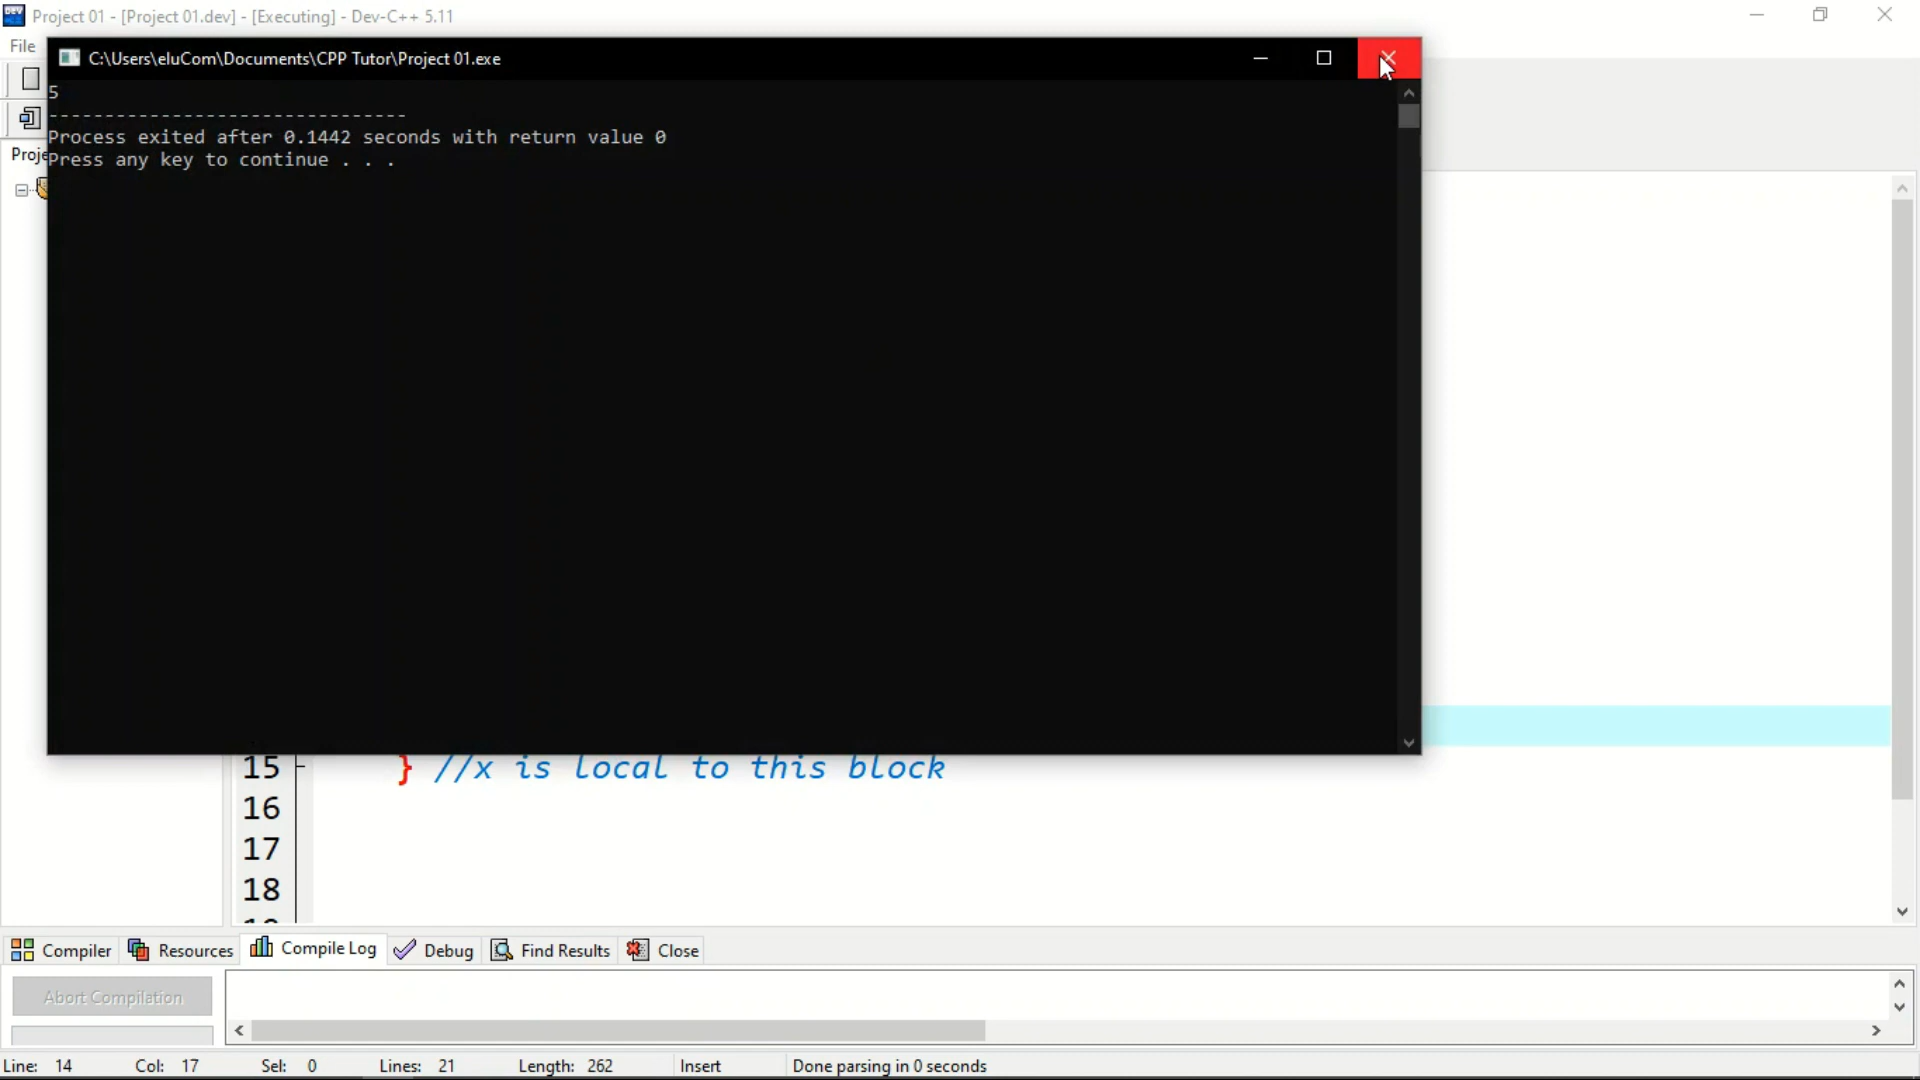 Project 01 - [Project 01.dev] - [Executing] - Dev-C++ 5.11
File
C:\Users\eluCom\Documents\CPP Tutor\Project 01.exe
5
--------------------------------
Process exited after 0.1442 seconds with return value 0
Press any key to continue . . .
Proje
15 } //x is local to this block
16
17
18
Compiler Resources Compile Log Debug Find Results Close
Abort Compilation
Line: 14 Col: 17 Sel: 0 Lines: 21 Length: 262 Insert Done parsing in 0 seconds